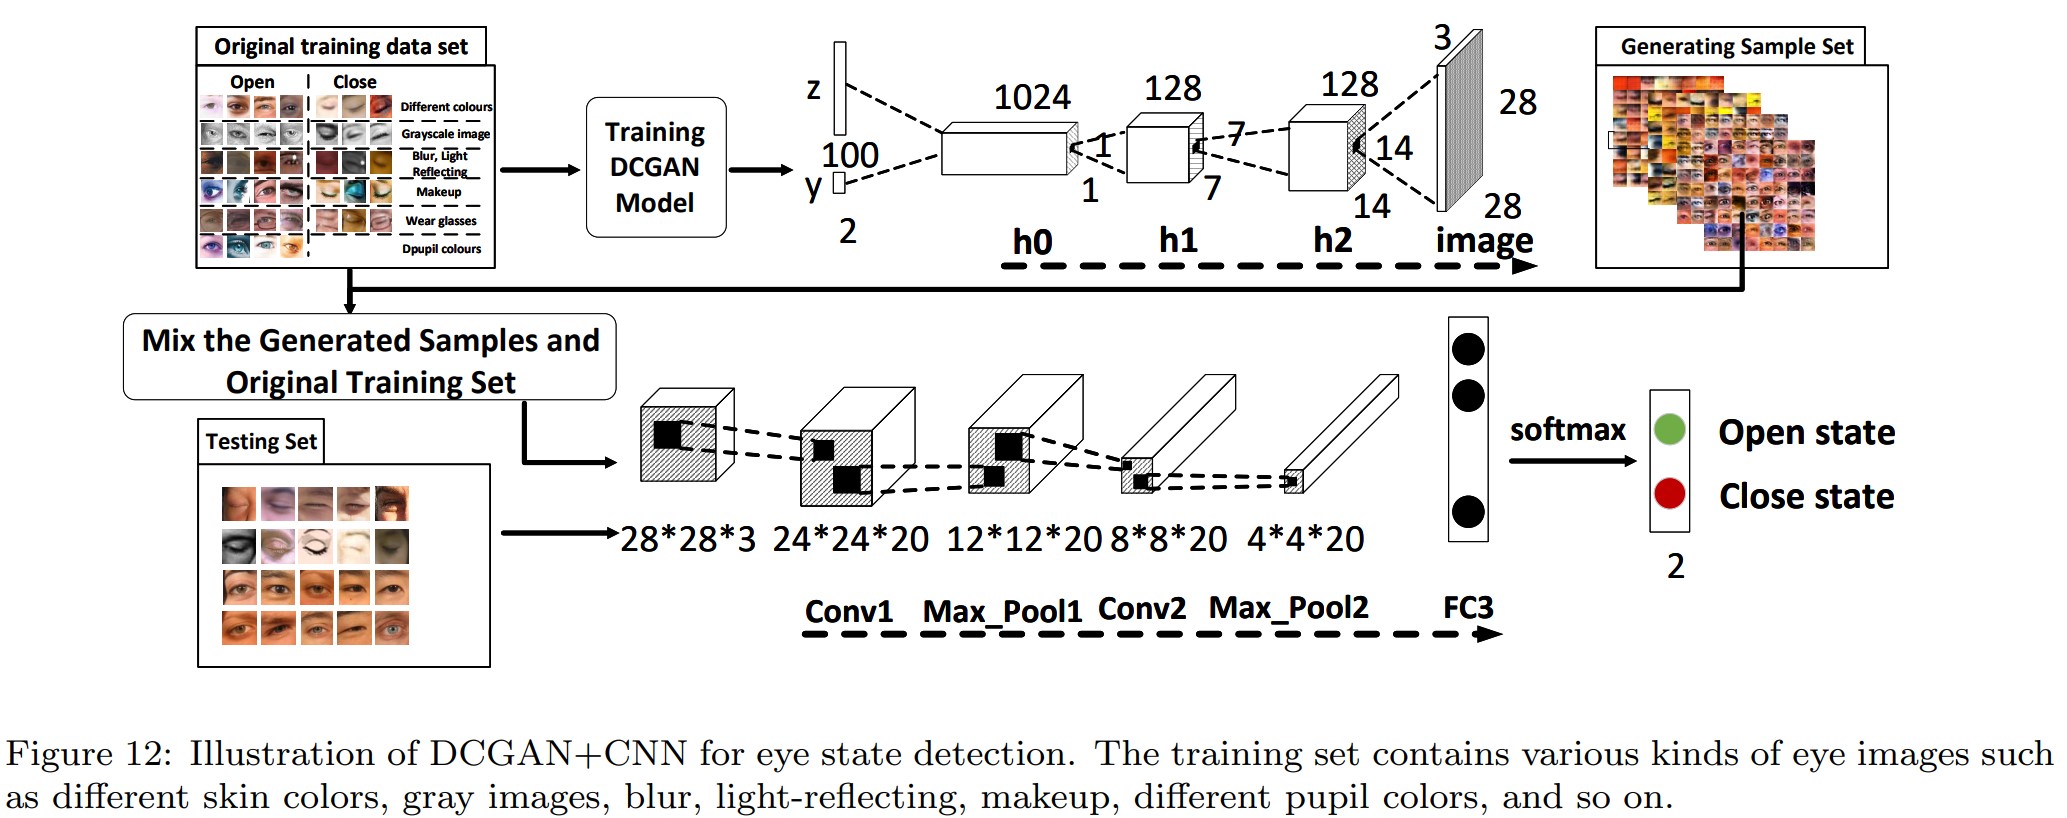 Original training data set
Open | Close
Different colours
Grayscale image
Blur, Light
Reflecting
Makeup
Wear glasses
Dpupil colours
Training
DCGAN
Model
z
100
y
2
1024
1
1
128
7
7
128
14
14
3
28
28
h0
h1
h2
image
Generating Sample Set
Mix the Generated Samples and
Original Training Set
Testing Set
28*28*3
24*24*20
12*12*20
8*8*20
4*4*20
Conv1
Max_Pool1
Conv2
Max_Pool2
FC3
softmax
Open state
Close state
2
Figure 12: Illustration of DCGAN+CNN for eye state detection. The training set contains various kinds of eye images such
as different skin colors, gray images, blur, light-reflecting, makeup, different pupil colors, and so on.